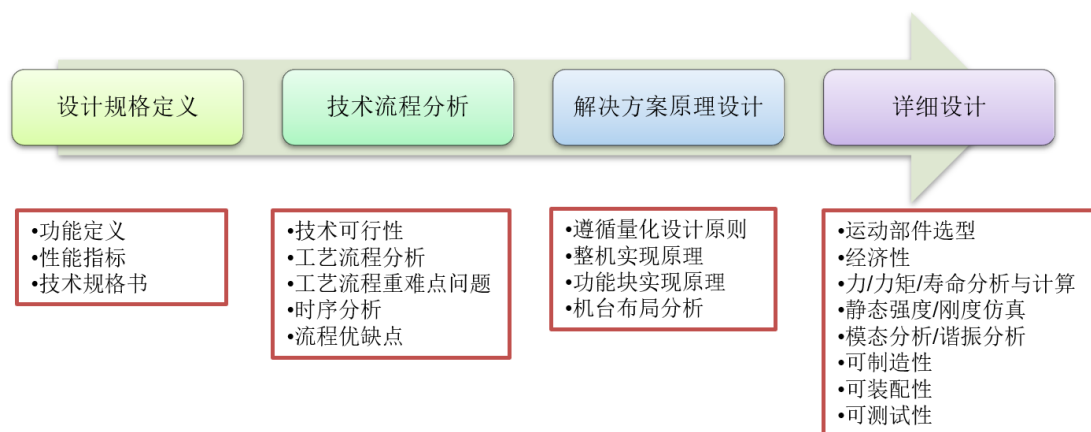 设计规格定义
技术流程分析
解决方案原理设计
详细设计
•功能定义
•性能指标
•技术规格书
•技术可行性
•工艺流程分析
•工艺流程重难点问题
•时序分析
•流程优缺点
•遵循量化设计原则
•整机实现原理
•功能块实现原理
•机台布局分析
•运动部件选型
•经济性
•力/力矩/寿命分析与计算
•静态强度/刚度仿真
•模态分析/谐振分析
•可制造性
•可装配性
•可测试性